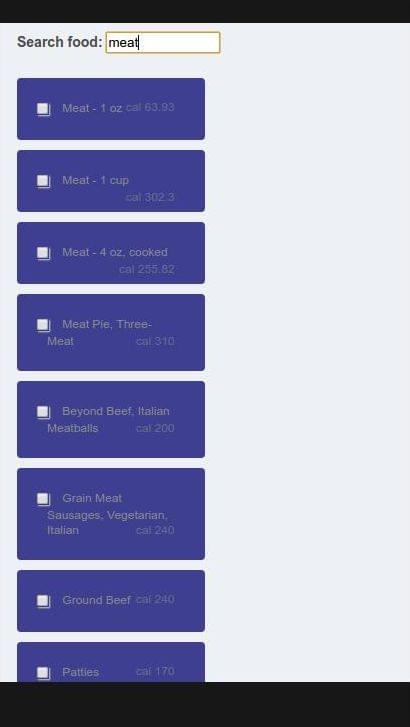 Search food: meat
Meat - 1 oz cal 63.93
Meat - 1 cup
cal 302.3
Meat - 4 oz, cooked
cal 255.82
Meat Pie, Three-
Meat cal 310
Beyond Beef, Italian
Meatballs cal 200
Grain Meat
Sausages, Vegetarian,
Italian cal 240
Ground Beef cal 240
Patties cal 170